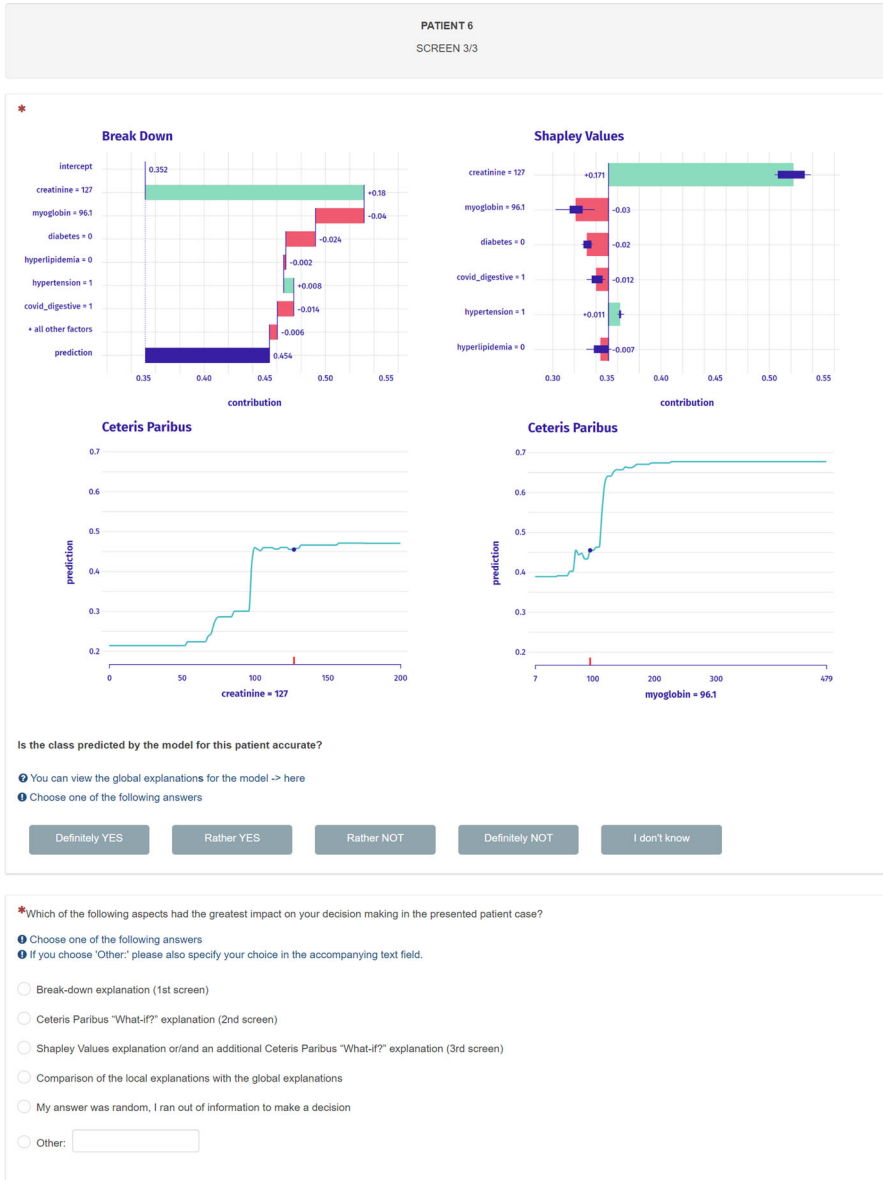 PATIENT 6
SCREEN 3/3
*
Break Down
intercept
0.352
creatinine = 127
+0.18
myoglobin = 96.1
-0.04
diabetes = 0
-0.024
hyperlipidemia = 0
-0.002
hypertension = 1
+0.008
covid_digestive = 1
-0.014
+ all other factors
-0.006
prediction
0.454
0.35 0.40 0.45 0.50 0.55
contribution
Shapley Values
creatinine = 127
+0.171
myoglobin = 96.1
-0.03
diabetes = 0
-0.02
covid_digestive = 1
-0.012
hypertension = 1
+0.011
hyperlipidemia = 0
-0.007
0.30 0.35 0.40 0.45 0.50 0.55
contribution
Ceteris Paribus
0.7
0.6
0.5
0.4
0.3
0.2
prediction
0 50 100 150 200
creatinine = 127
Ceteris Paribus
0.7
0.6
0.5
0.4
0.3
0.2
prediction
7 100 200 300 479
myoglobin = 96.1
Is the class predicted by the model for this patient accurate?
You can view the global explanations for the model -> here
Choose one of the following answers
Definitely YES Rather YES Rather NOT Definitely NOT I don't know
*Which of the following aspects had the greatest impact on your decision making in the presented patient case?
Choose one of the following answers
If you choose 'Other:' please also specify your choice in the accompanying text field.
Break-down explanation (1st screen)
Ceteris Paribus “What-if?” explanation (2nd screen)
Shapley Values explanation or/and an additional Ceteris Paribus “What-if?” explanation (3rd screen)
Comparison of the local explanations with the global explanations
My answer was random, I ran out of information to make a decision
Other: